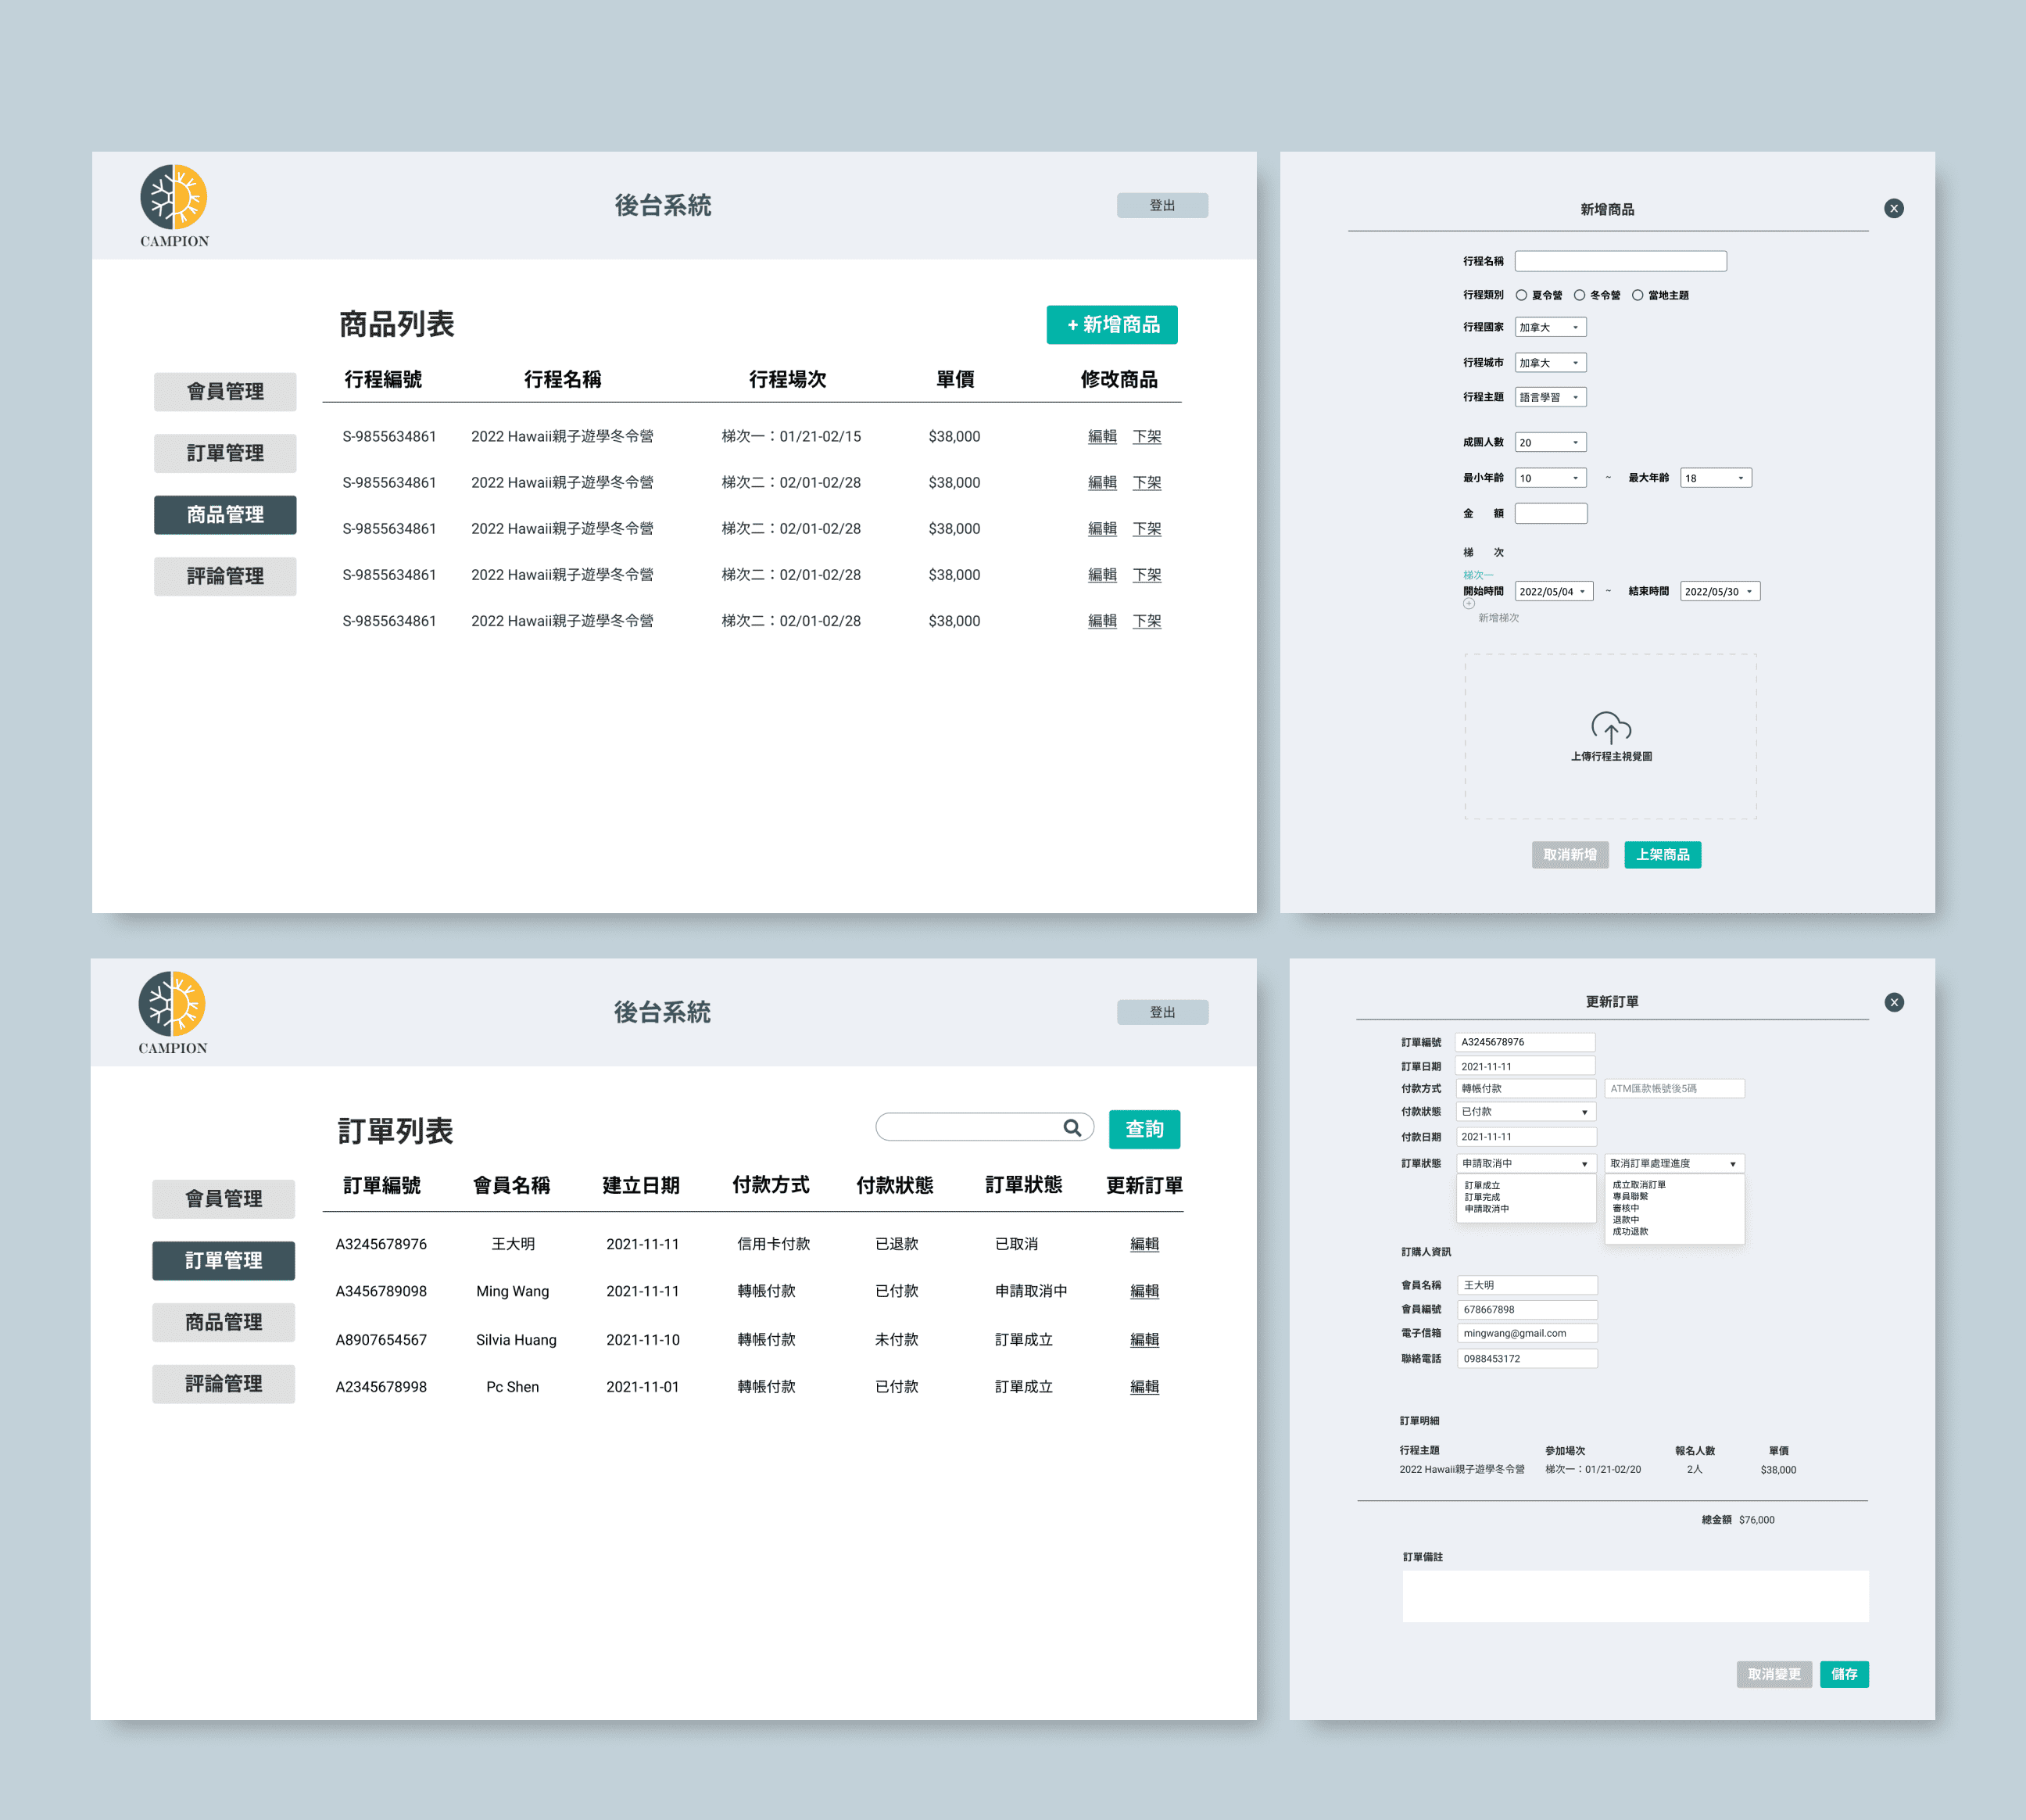 CAMPION
後台系統
登出
商品列表
+ 新增商品
會員管理
訂單管理
商品管理
評論管理
行程編號 行程名稱 行程場次 單價 修改商品
S-9855634861 2022 Hawaii親子遊學冬令營 梯次一：01/21-02/15 $38,000 編輯 下架
S-9855634861 2022 Hawaii親子遊學冬令營 梯次二：02/01-02/28 $38,000 編輯 下架
S-9855634861 2022 Hawaii親子遊學冬令營 梯次二：02/01-02/28 $38,000 編輯 下架
S-9855634861 2022 Hawaii親子遊學冬令營 梯次二：02/01-02/28 $38,000 編輯 下架
S-9855634861 2022 Hawaii親子遊學冬令營 梯次二：02/01-02/28 $38,000 編輯 下架
新增商品
行程名稱
行程類別 夏令營 冬令營 當地主題
行程國家 加拿大
行程城市 加拿大
行程主題 語言學習
成團人數 20
最小年齡 10 ~ 最大年齡 18
金 額
梯 次
梯次一
開始時間 2022/05/04 ~ 結束時間 2022/05/30
新增梯次
上傳行程主視覺圖
取消新增 上架商品
CAMPION
後台系統
登出
訂單列表
查詢
會員管理
訂單管理
商品管理
評論管理
訂單編號 會員名稱 建立日期 付款方式 付款狀態 訂單狀態 更新訂單
A3245678976 王大明 2021-11-11 信用卡付款 已退款 已取消 編輯
A3456789098 Ming Wang 2021-11-11 轉帳付款 已付款 申請取消中 編輯
A8907654567 Silvia Huang 2021-11-10 轉帳付款 未付款 訂單成立 編輯
A2345678998 Pc Shen 2021-11-01 轉帳付款 已付款 訂單成立 編輯
更新訂單
訂單編號 A3245678976
訂單日期 2021-11-11
付款方式 轉帳付款 ATM匯款帳號後5碼
付款狀態 已付款
付款日期 2021-11-11
訂單狀態 申請取消中 取消訂單處理進度
訂單成立
訂單完成
申請取消中
成立取消訂單
專員聯繫
審核中
退款中
成功退款
訂購人資訊
會員名稱 王大明
會員編號 678667898
電子信箱 mingwang@gmail.com
聯絡電話 0988453172
訂單明細
行程主題 參加場次 報名人數 單價
2022 Hawaii親子遊學冬令營 梯次一：01/21-02/20 2人 $38,000
總金額 $76,000
訂單備註
取消變更 儲存